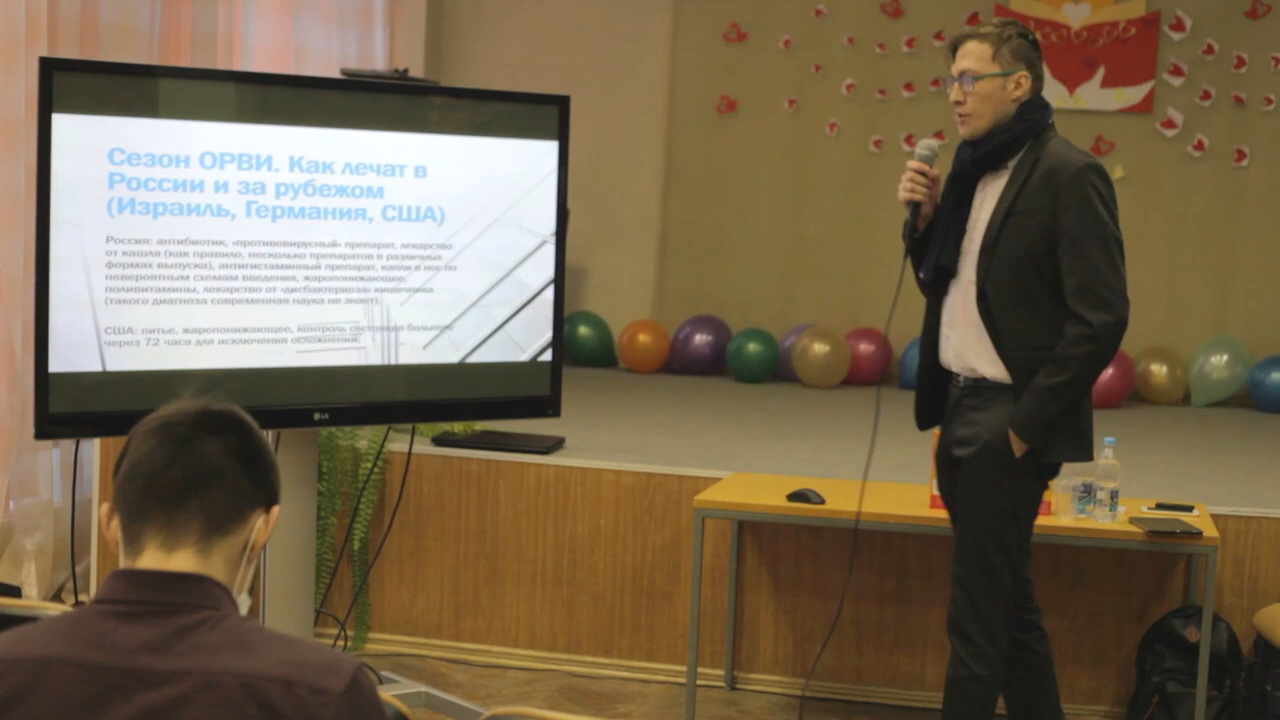 Сезон ОРВИ. Как лечат в
России и за рубежом
(Израиль, Германия, США)
Россия: антибиотик, «противовирусный» препарат, лекарство
от кашля (как правило, несколько препаратов в различных
формах выпуска), антигистаминный препарат, капли в нос по
невероятным схемам введения, жаропонижающее,
поливитамины, лекарство от «дисбактериоза» кишечника
(такого диагноза современная наука не знает).
США: питье, жаропонижающее, контроль состояния больного
через 72 часа для исключения осложнений.
LG